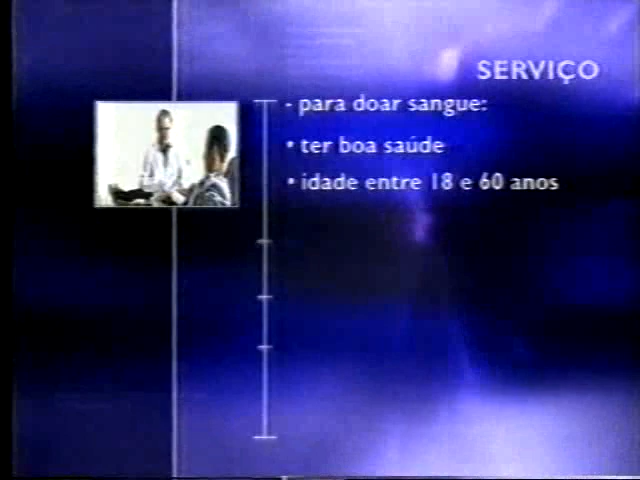 SERVIÇO
- para doar sangue:
• ter boa saúde
• idade entre 18 e 60 anos